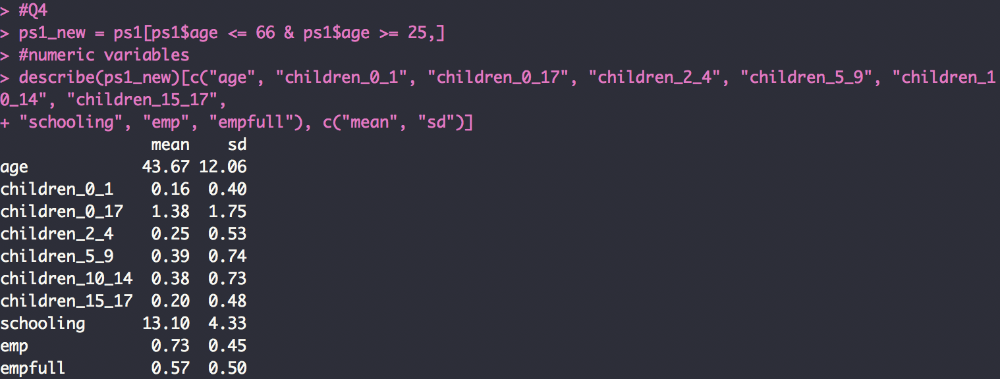 > #Q4
> ps1_new = ps1[ps1$age <= 66 & ps1$age >= 25,]
> #numeric variables
> describe(ps1_new)[c("age", "children_0_1", "children_0_17", "children_2_4", "children_5_9", "children_1
0_14", "children_15_17",
+ "schooling", "emp", "empfull"), c("mean", "sd")]
mean sd
age 43.67 12.06
children_0_1 0.16 0.40
children_0_17 1.38 1.75
children_2_4 0.25 0.53
children_5_9 0.39 0.74
children_10_14 0.38 0.73
children_15_17 0.20 0.48
schooling 13.10 4.33
emp 0.73 0.45
empfull 0.57 0.50